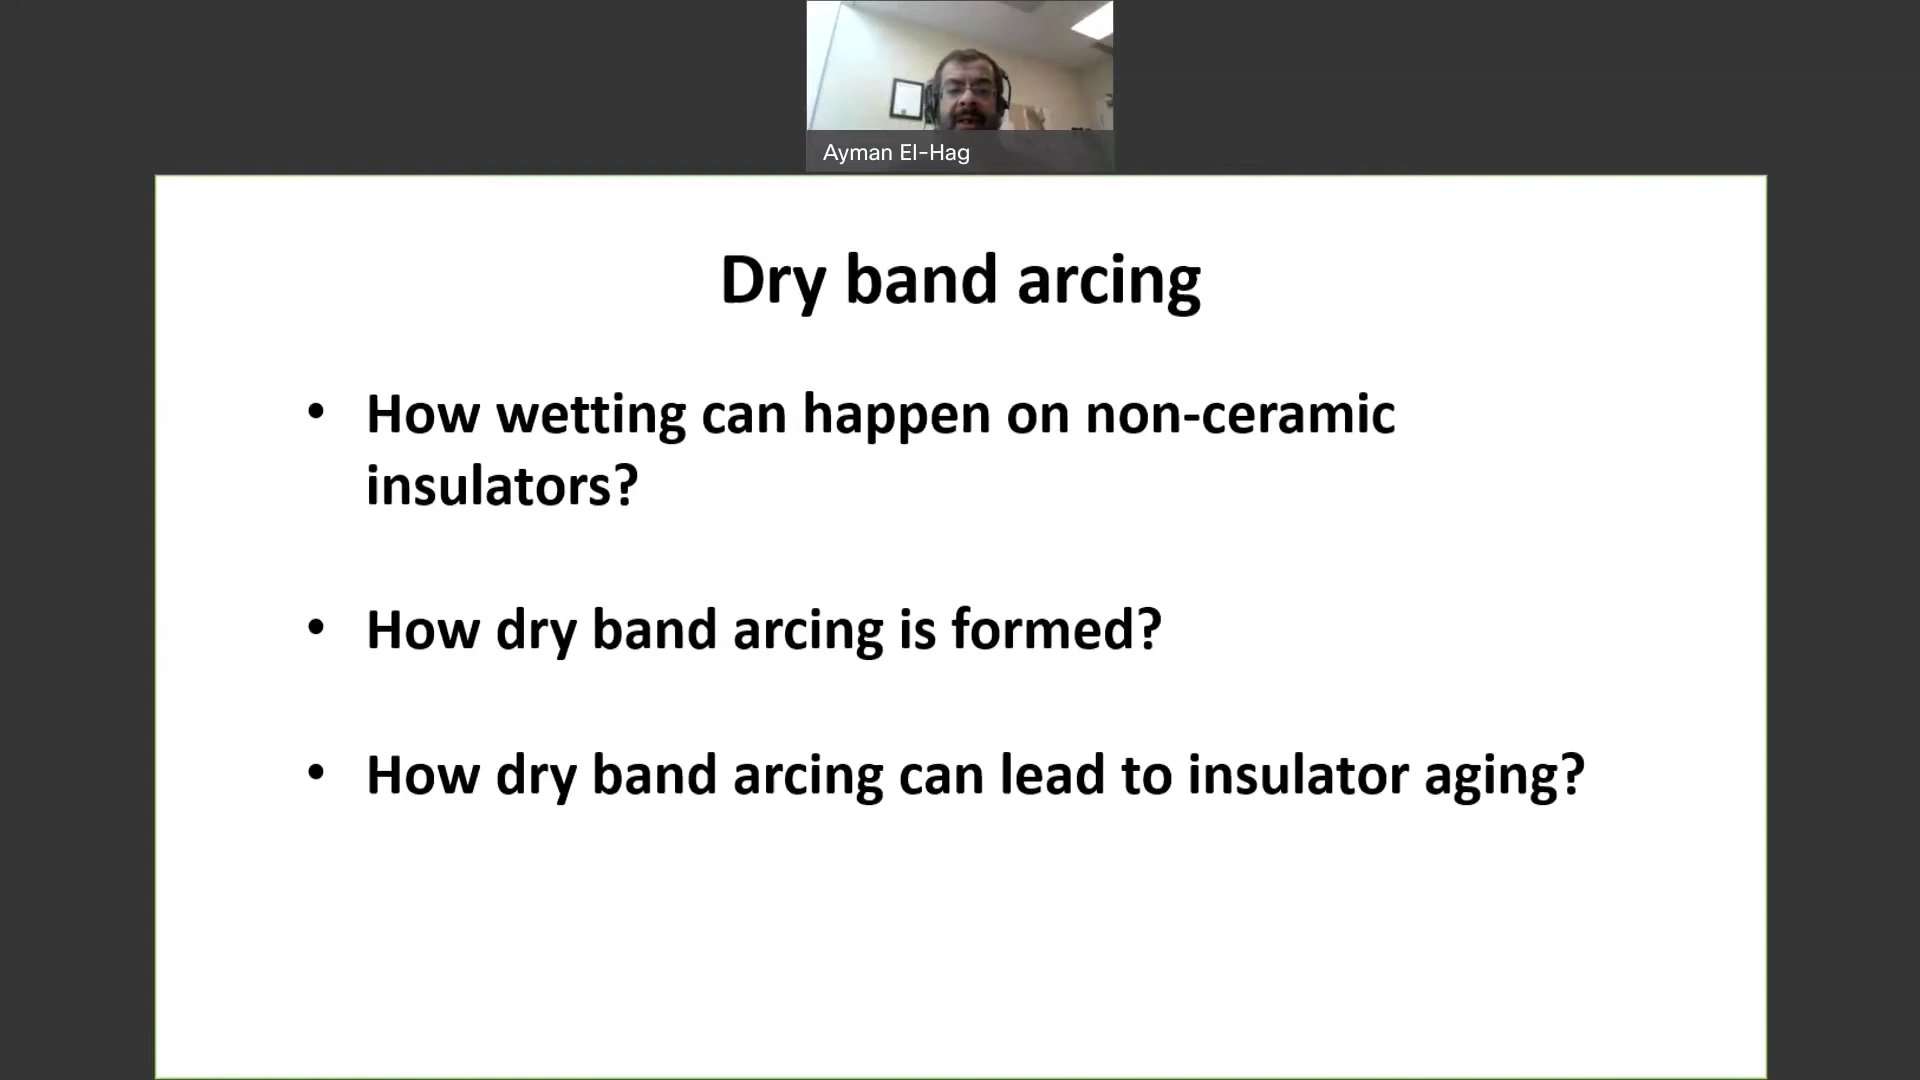 Ayman El-Hag
Dry band arcing
• How wetting can happen on non-ceramic
insulators?
• How dry band arcing is formed?
• How dry band arcing can lead to insulator aging?